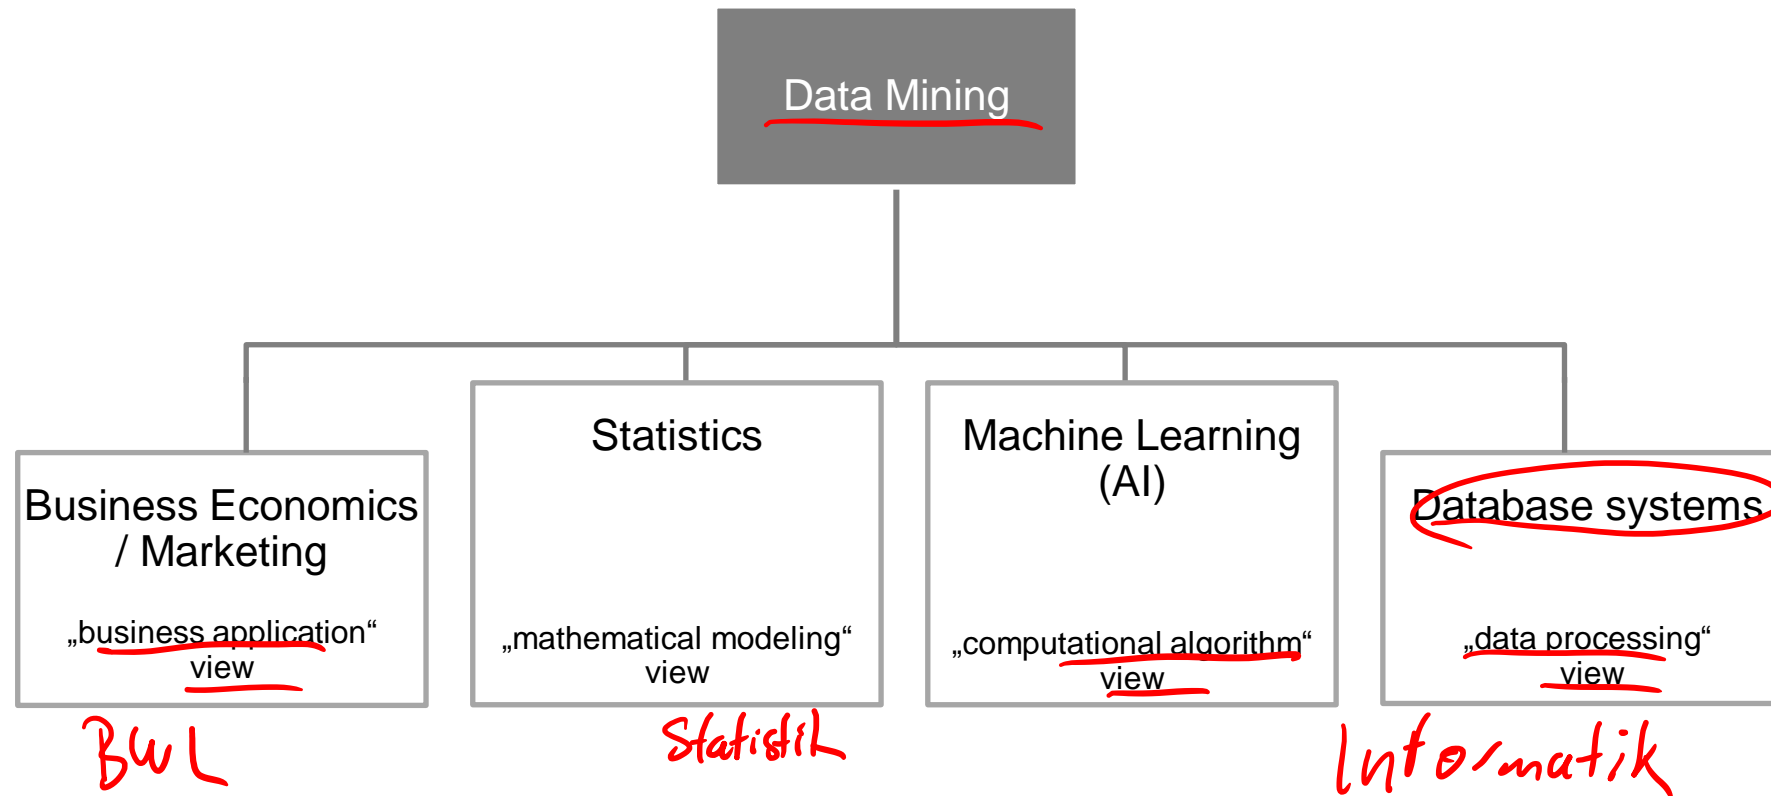 Data Mining
Business Economics
/ Marketing
„business application“
view
Statistics
„mathematical modeling“
view
Machine Learning
(AI)
„computational algorithm“
view
Database systems
„data processing“
view
BWL
Statistik
Informatik